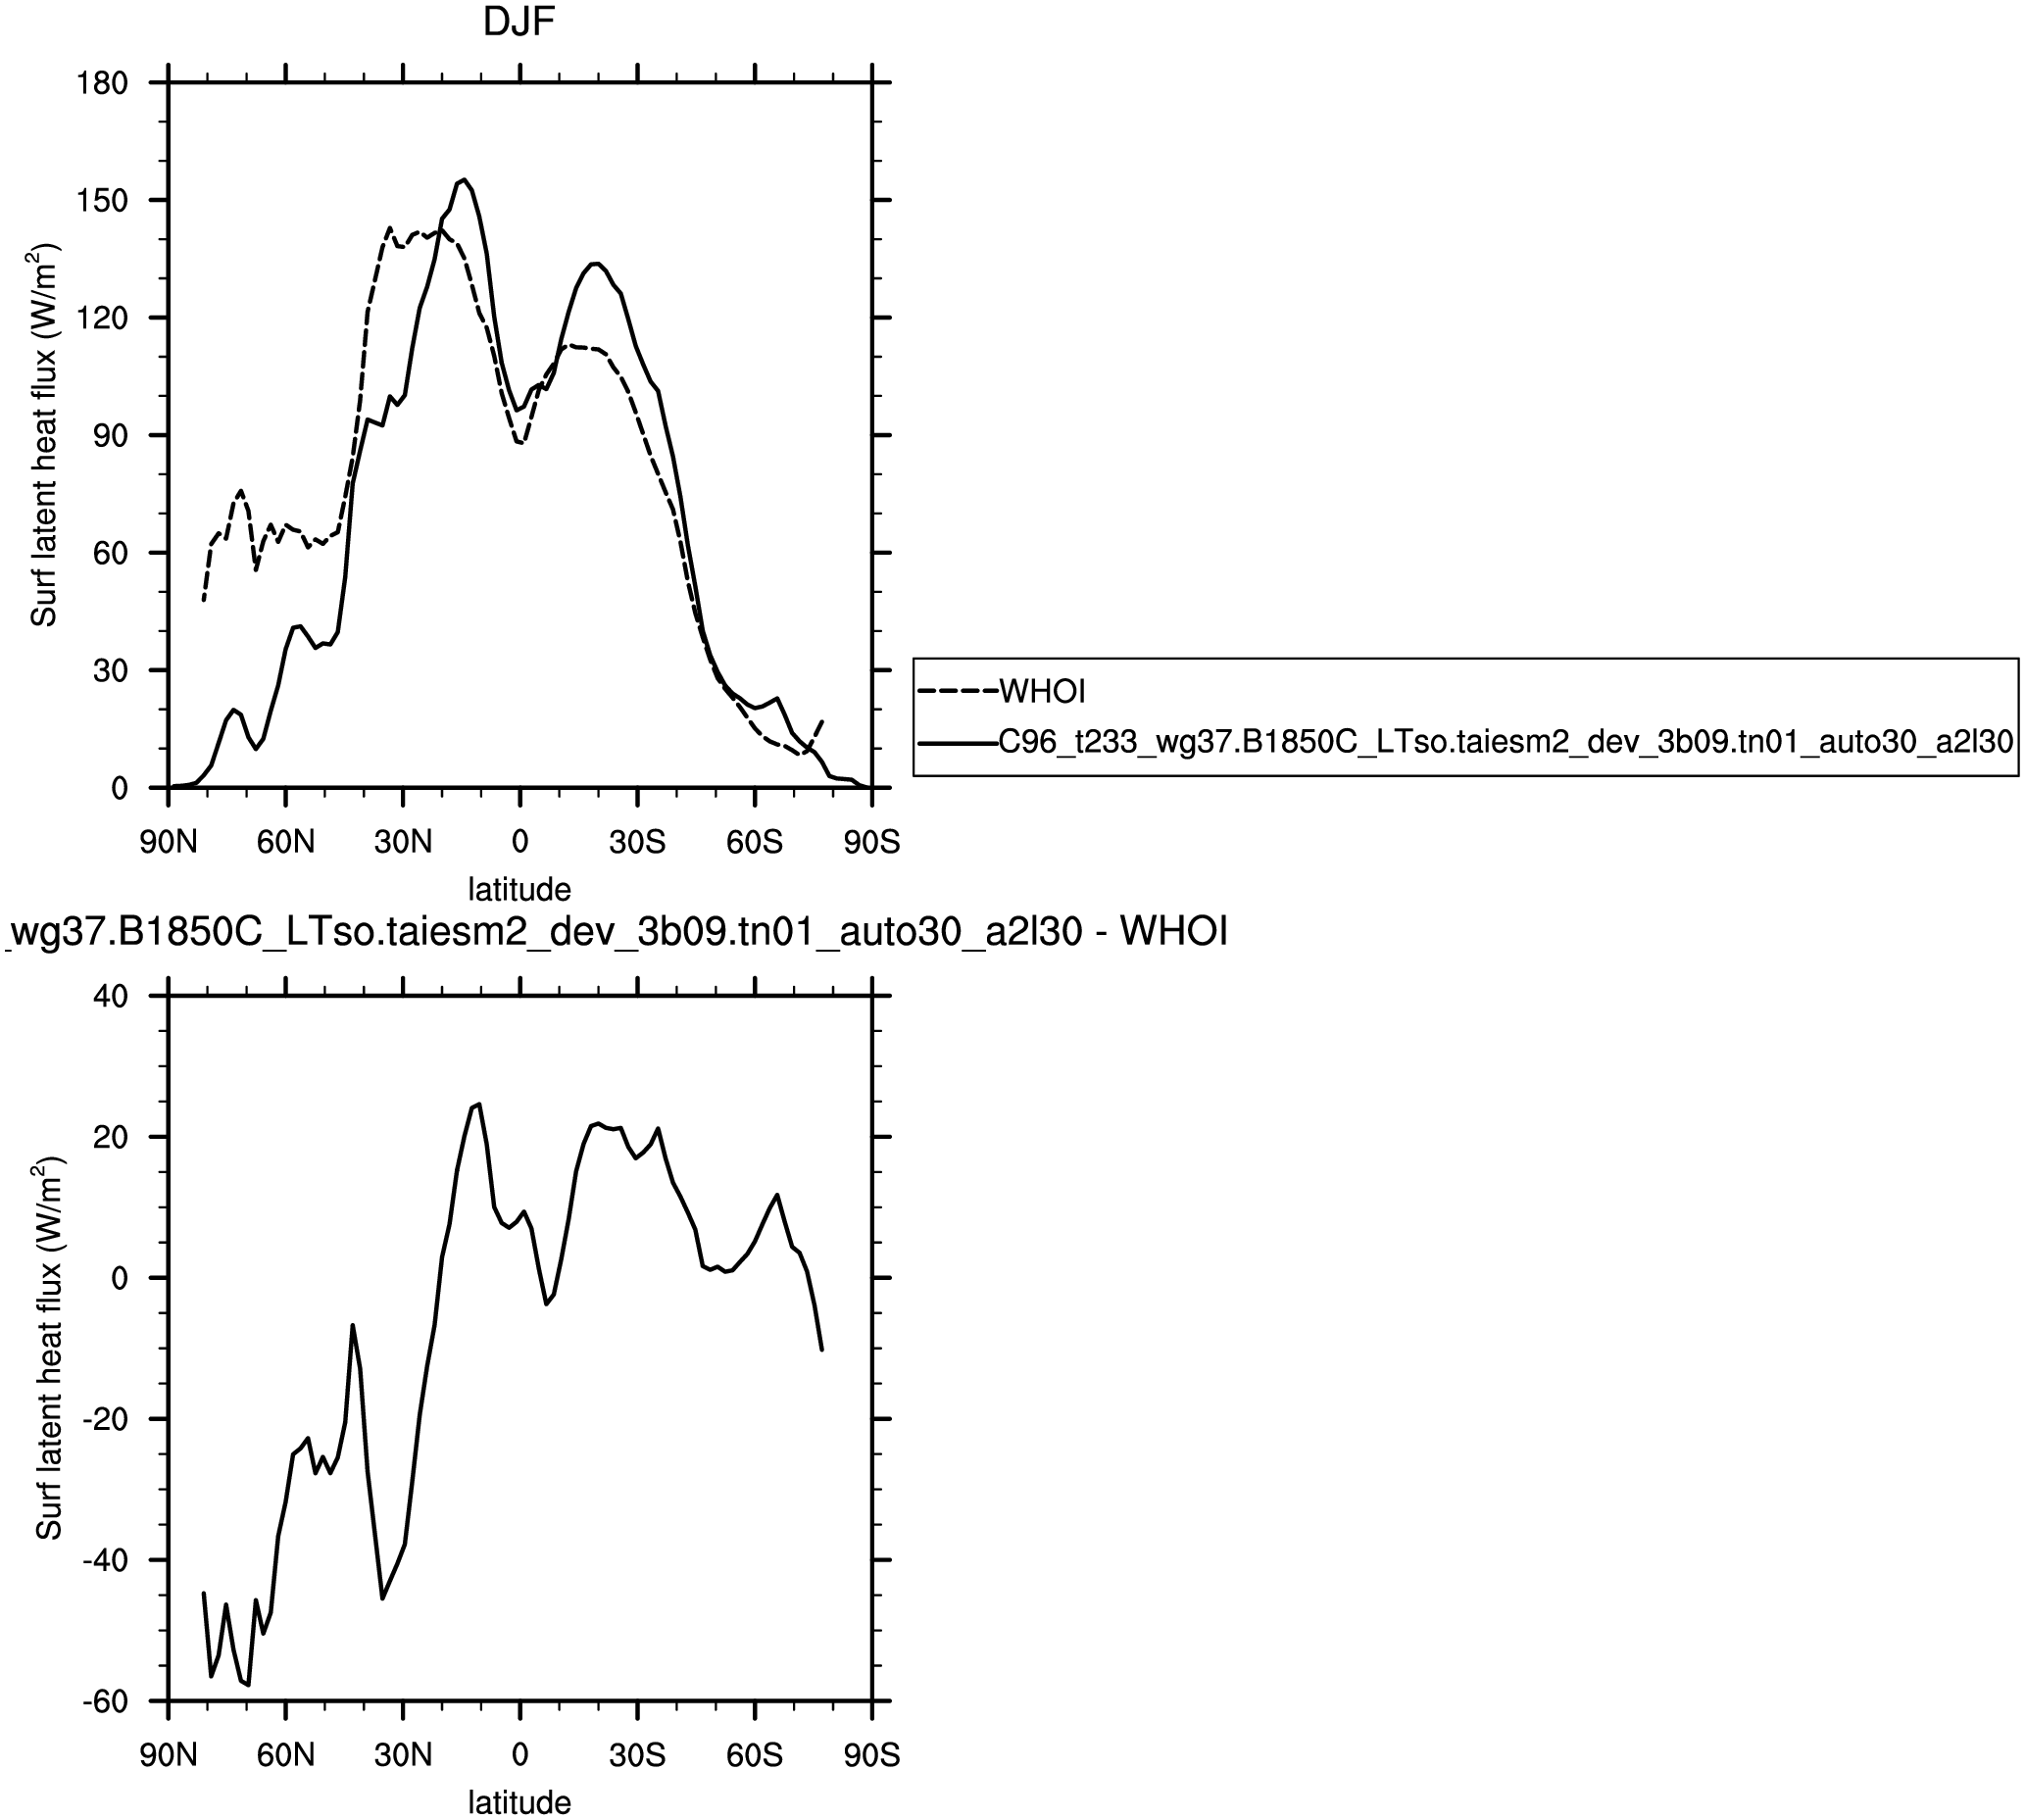 DJF
180
150
120
90
60
30
0
Surf latent heat flux (W/m²)
90N 60N 30N 0 30S 60S 90S
latitude
WHOI
C96_t233_wg37.B1850C_LTso.taiesm2_dev_3b09.tn01_auto30_a2l30
_wg37.B1850C_LTso.taiesm2_dev_3b09.tn01_auto30_a2l30 - WHOI
40
20
0
-20
-40
-60
Surf latent heat flux (W/m²)
90N 60N 30N 0 30S 60S 90S
latitude